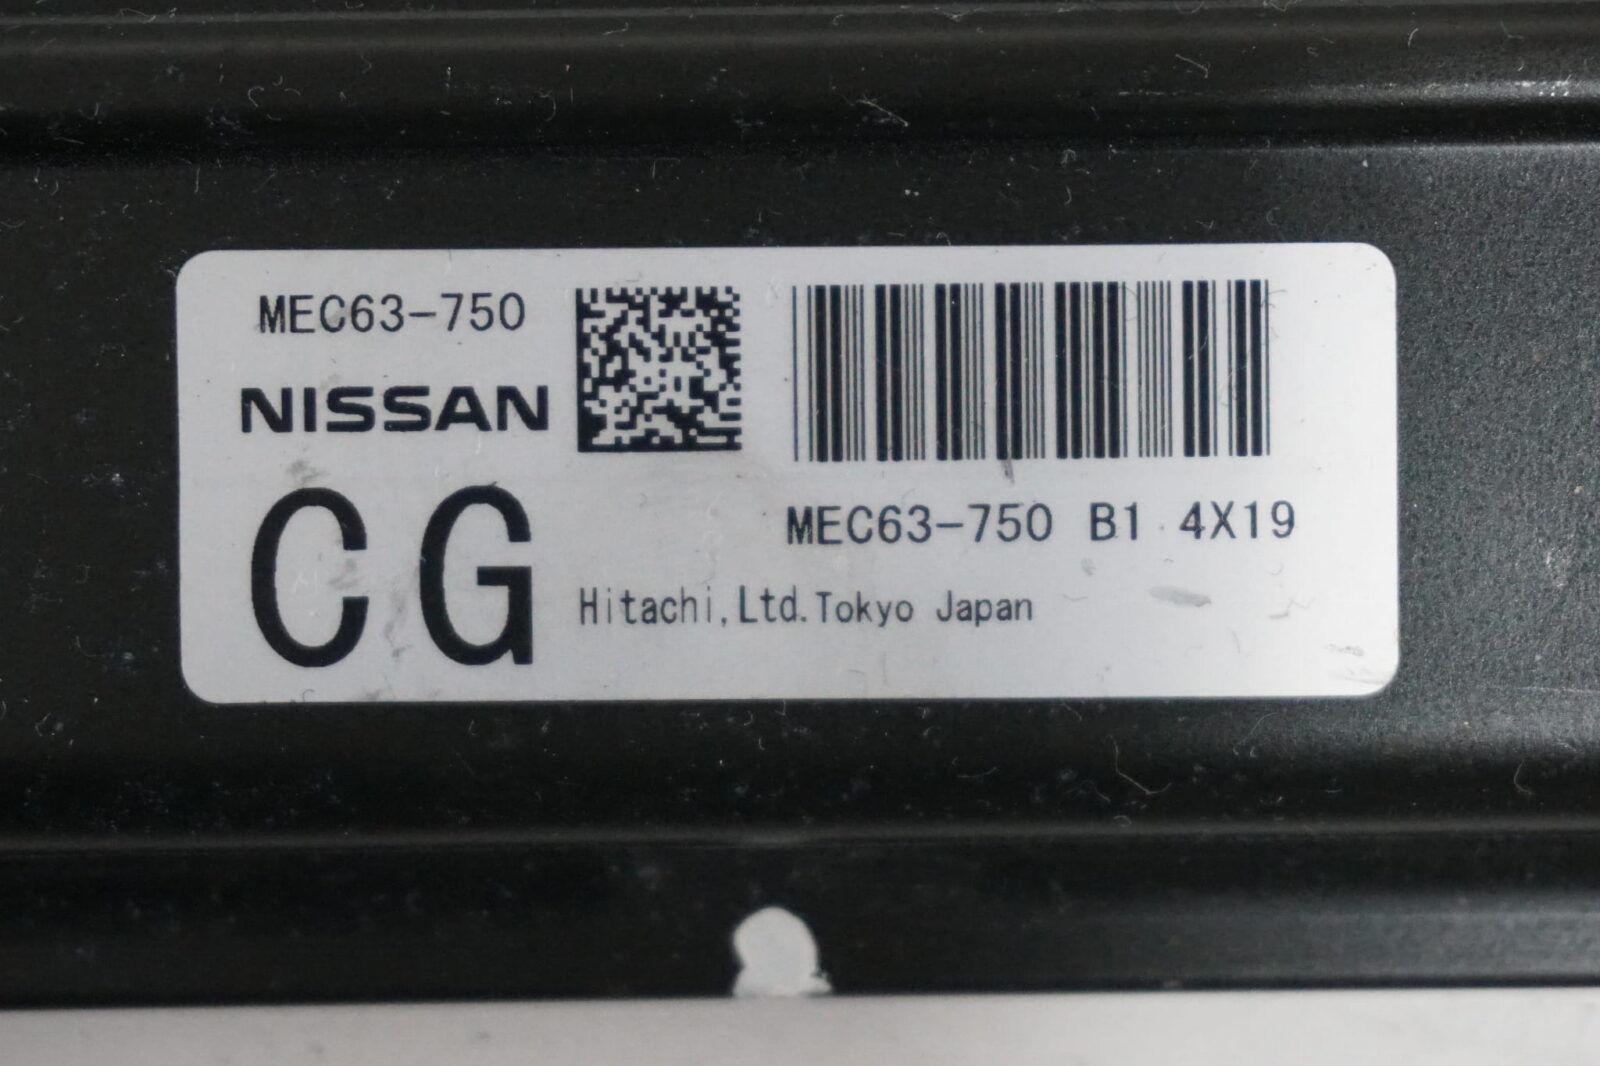 MEC63-750
NISSAN
CG
MEC63-750 B1 4X19
Hitachi,Ltd.Tokyo Japan